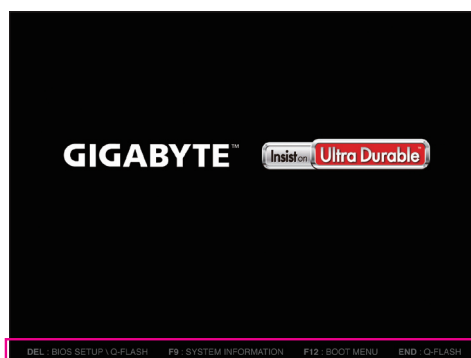 GIGABYTE™ Insist on Ultra Durable™
DEL : BIOS SETUP \ Q-FLASH F9 : SYSTEM INFORMATION F12 : BOOT MENU END : Q-FLASH